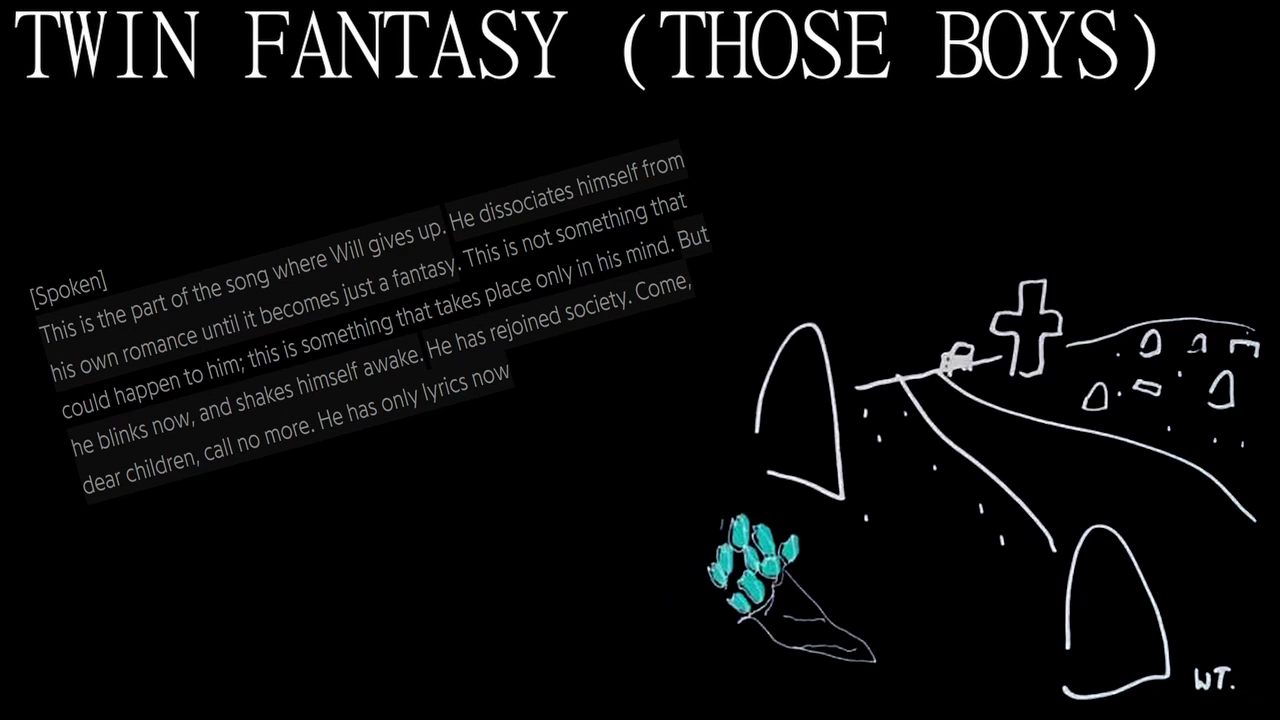 TWIN FANTASY (THOSE BOYS)
[Spoken]
This is the part of the song where Will gives up. He dissociates himself from
his own romance until it becomes just a fantasy. This is not something that
could happen to him; this is something that takes place only in his mind. But
he blinks now, and shakes himself awake. He has rejoined society. Come,
dear children, call no more. He has only lyrics now
WT.